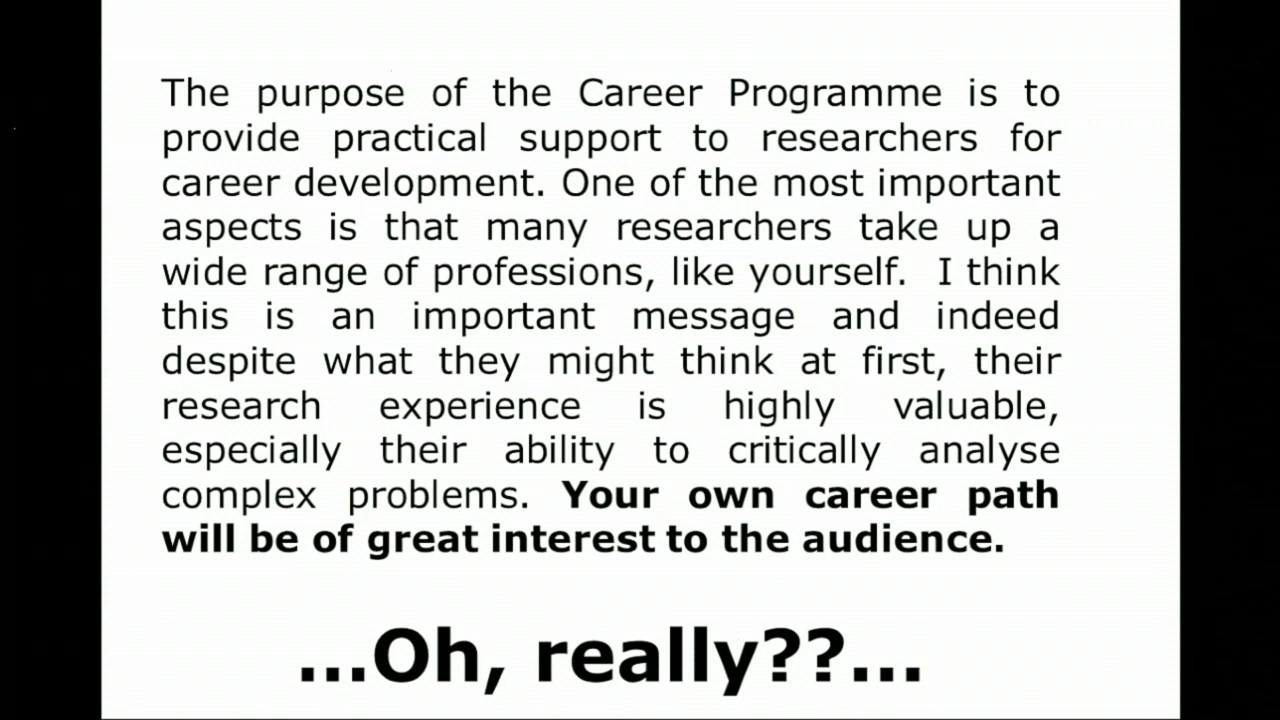 The purpose of the Career Programme is to
provide practical support to researchers for
career development. One of the most important
aspects is that many researchers take up a
wide range of professions, like yourself.  I think
this is an important message and indeed
despite what they might think at first, their
research experience is highly valuable,
especially their ability to critically analyse
complex problems. Your own career path
will be of great interest to the audience.
...Oh, really??...